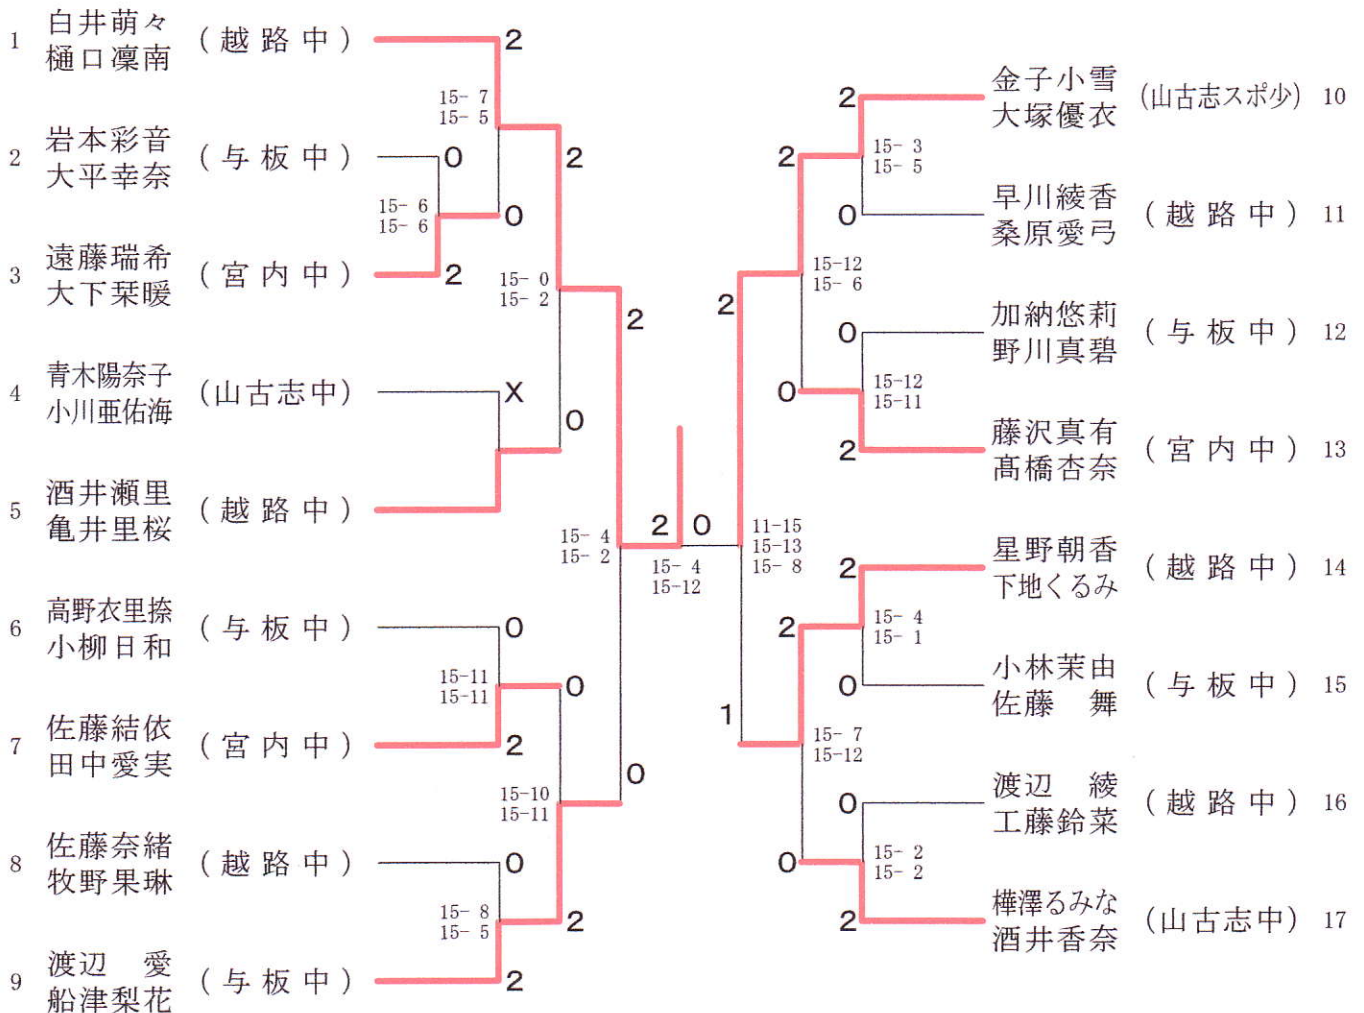 1 白井萌々 (越路中)
樋口凜南
2 岩本彩音 (与板中)
大平幸奈
3 遠藤瑞希 (宮内中)
大下栞暖
4 青木陽奈子 (山古志中)
小川亜佑海
5 酒井瀬里 (越路中)
亀井里桜
6 高野衣里捺 (与板中)
小柳日和
7 佐藤結依 (宮内中)
田中愛実
8 佐藤奈緒 (越路中)
牧野果琳
9 渡辺 愛 (与板中)
船津梨花
2
15- 7
15- 5
0
15- 6
15- 6
2
0
2
15- 0
15- 2
X
0
2
15- 4
15- 2
0
15-11
15-11
2
0
15-10
15-11
0
15- 8
15- 5
2
2
0
2 0
15- 4
15-12
2
11-15
15-13
15- 8
1
2
15-12
15- 6
0
2
15- 7
15-12
0
2
15- 3
15- 5
0
0
15-12
15-11
2
2
15- 4
15- 1
0
0
15- 2
15- 2
2
金子小雪 (山古志スポ少) 10
大塚優衣
早川綾香 (越路中) 11
桑原愛弓
加納悠莉 (与板中) 12
野川真碧
藤沢真有 (宮内中) 13
髙橋杏奈
星野朝香 (越路中) 14
下地くるみ
小林茉由 (与板中) 15
佐藤 舞
渡辺 綾 (越路中) 16
工藤鈴菜
樺澤るみな (山古志中) 17
酒井香奈